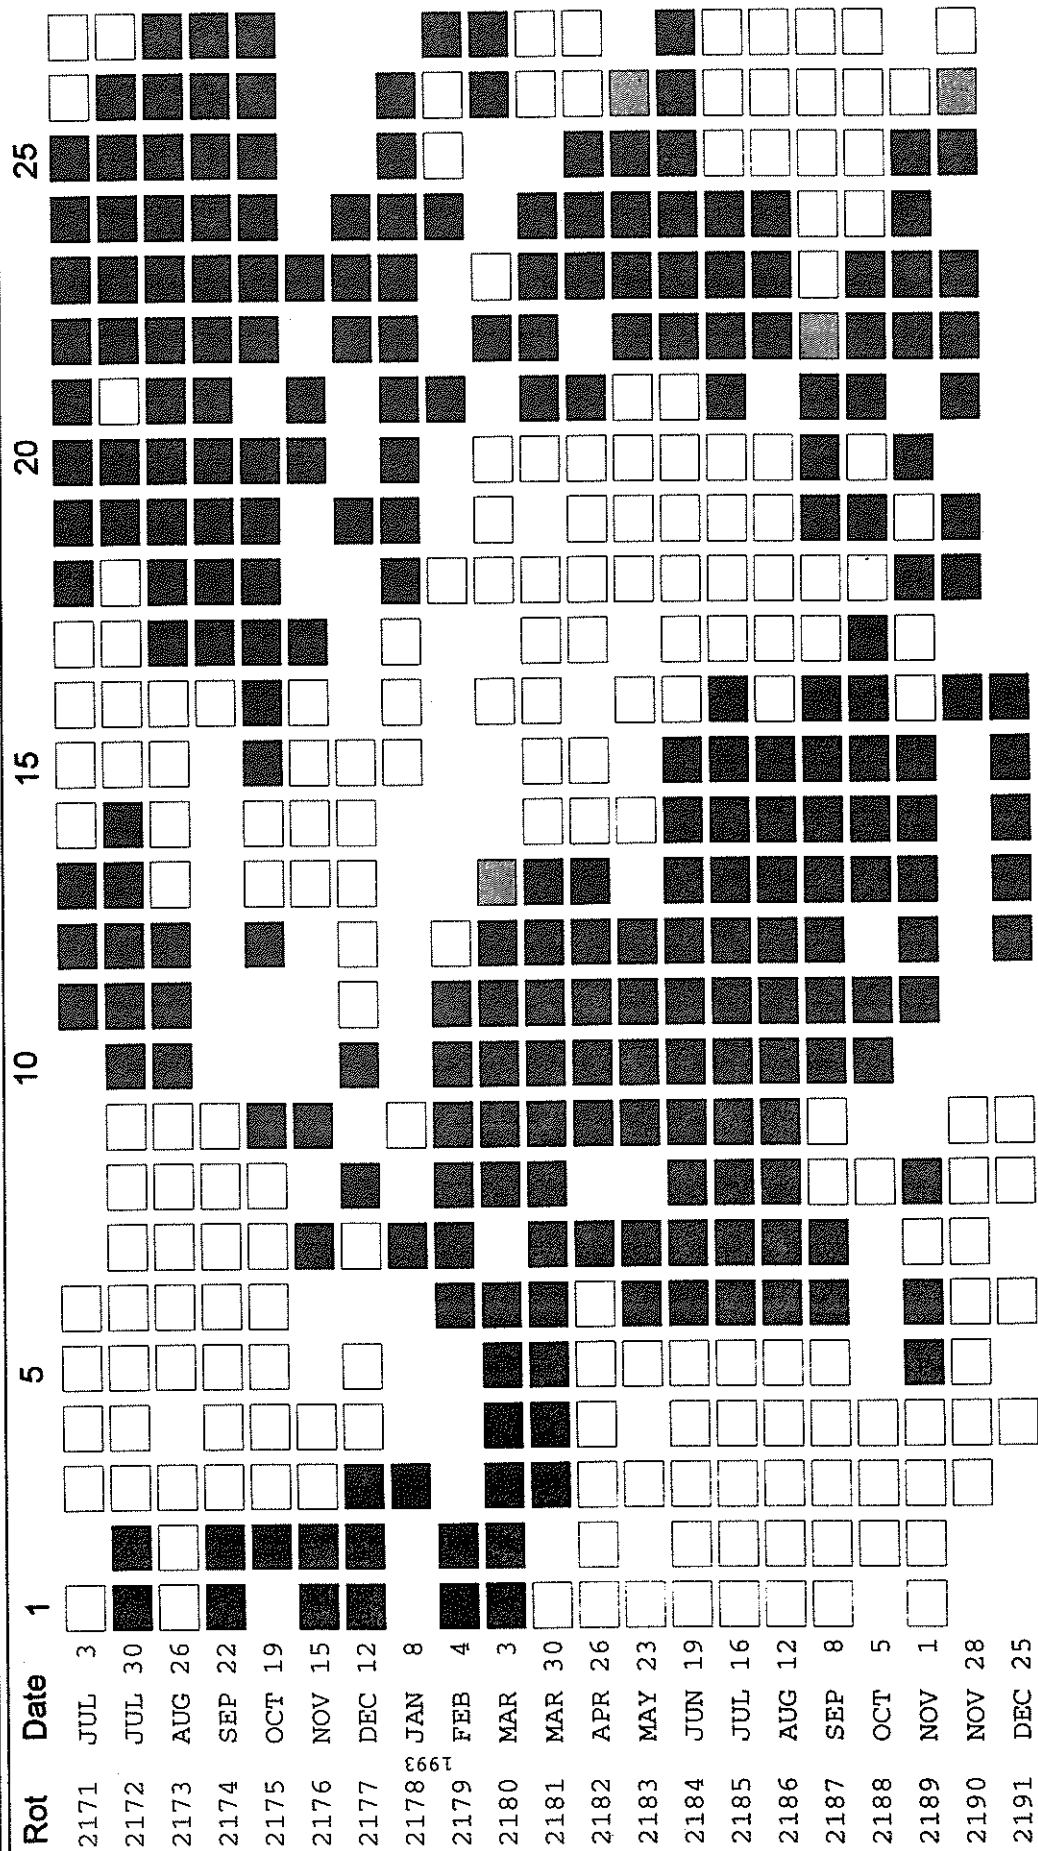 Rot Date 1 5 10 15 20 25
2171 JUL 3
2172 JUL 30
2173 AUG 26
2174 SEP 22
2175 OCT 19
2176 NOV 15
2177 DEC 12
2178 JAN 8
1993
2179 FEB 4
2180 MAR 3
2181 MAR 30
2182 APR 26
2183 MAY 23
2184 JUN 19
2185 JUL 16
2186 AUG 12
2187 SEP 8
2188 OCT 5
2189 NOV 1
2190 NOV 28
2191 DEC 25